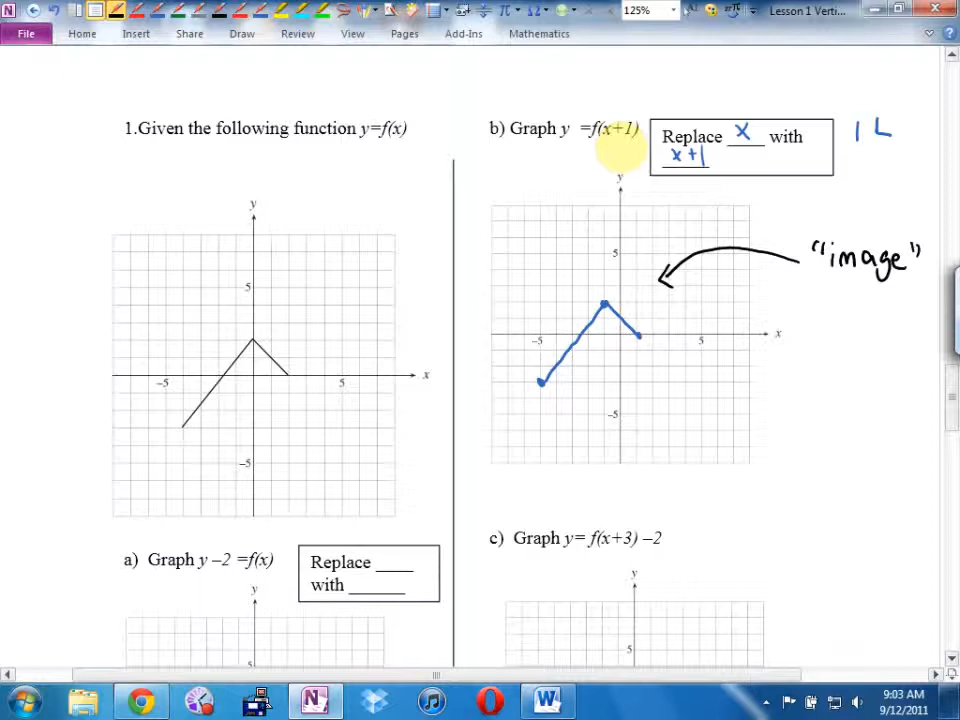 125%
Lesson 1 Verti...
File Home Insert Share Draw Review View Pages Add-Ins Mathematics
1.Given the following function y=f(x)
y
5
-5 5 x
-5
a) Graph y –2 =f(x)
Replace ____
with ______
y
5
b) Graph y =f(x+1)
Replace x with
x+1
1 L
y
5
"image"
-5 5 x
-5
c) Graph y= f(x+3) –2
y
5
9:03 AM
9/12/2011